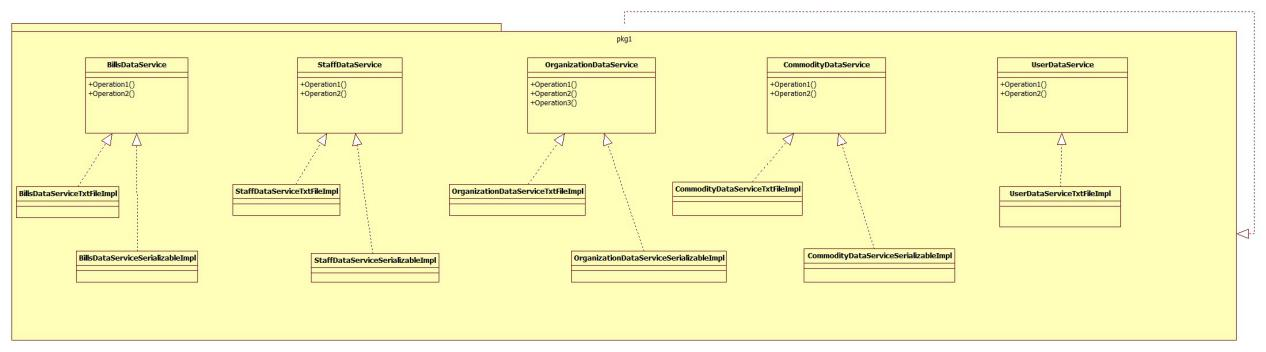 pkg1
BillsDataService
+Operation1()
+Operation2()
StaffDataService
+Operation1()
+Operation2()
OrganizationDataService
+Operation1()
+Operation2()
+Operation3()
CommodityDataService
+Operation1()
+Operation2()
UserDataService
+Operation1()
+Operation2()
BillsDataServiceTxtFileImpl
StaffDataServiceTxtFileImpl
OrganizationDataServiceTxtFileImpl
CommodityDataServiceTxtFileImpl
UserDataServiceTxtFileImpl
BillsDataServiceSerializableImpl
StaffDataServiceSerializableImpl
OrganizationDataServiceSerializableImpl
CommodityDataServiceSerializableImpl